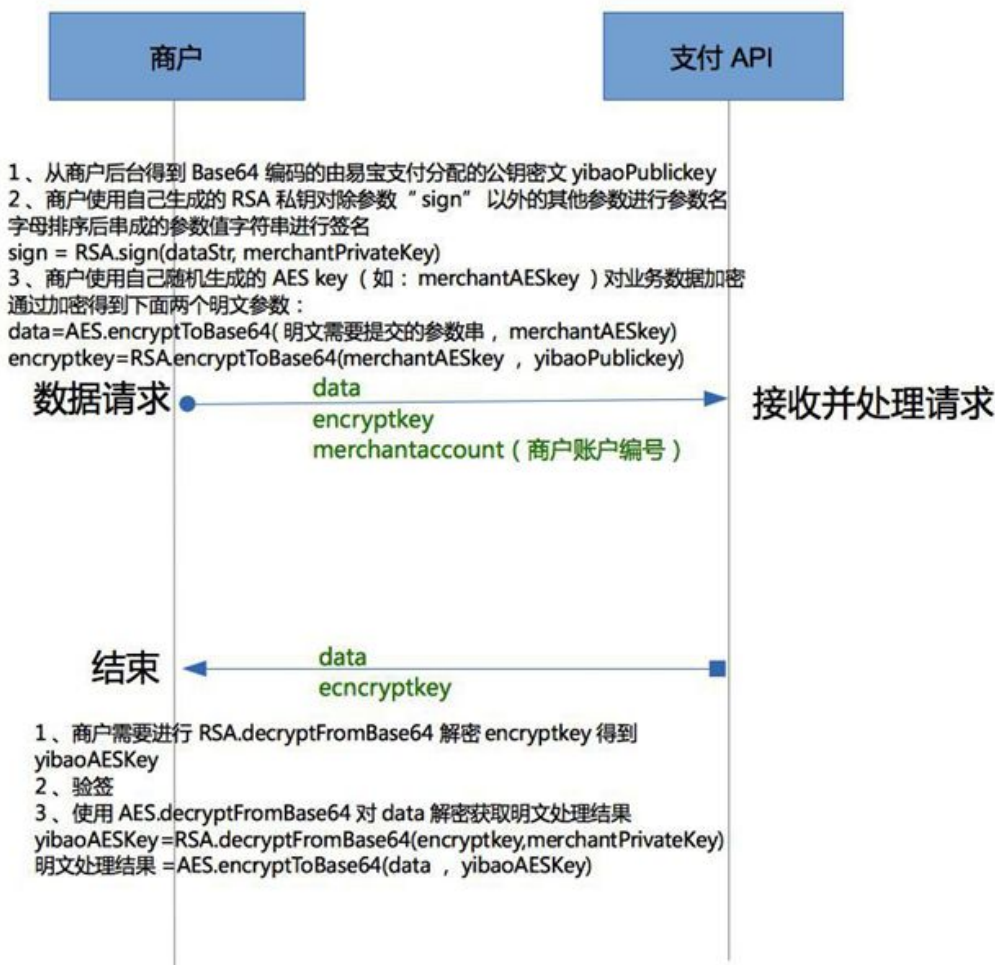 商户
支付 API
1、从商户后台得到 Base64 编码的由易宝支付分配的公钥密文 yibaoPublickey
2、商户使用自己生成的 RSA 私钥对除参数“sign”以外的其他参数进行参数名
字母排序后串成的参数值字符串进行签名
sign = RSA.sign(dataStr, merchantPrivateKey)
3、商户使用自己随机生成的 AES key（如：merchantAESkey ）对业务数据加密
通过加密得到下面两个明文参数：
data=AES.encryptToBase64( 明文需要提交的参数串，merchantAESkey)
encryptkey=RSA.encryptToBase64(merchantAESkey ，yibaoPublickey)
数据请求
data
encryptkey
merchantaccount（商户账户编号）
接收并处理请求
结束
data
ecncryptkey
1、商户需要进行 RSA.decryptFromBase64 解密 encryptkey 得到
yibaoAESKey
2、验签
3、使用 AES.decryptFromBase64 对 data 解密获取明文处理结果
yibaoAESKey=RSA.decryptFromBase64(encryptkey,merchantPrivateKey)
明文处理结果 =AES.encryptToBase64(data ，yibaoAESKey)